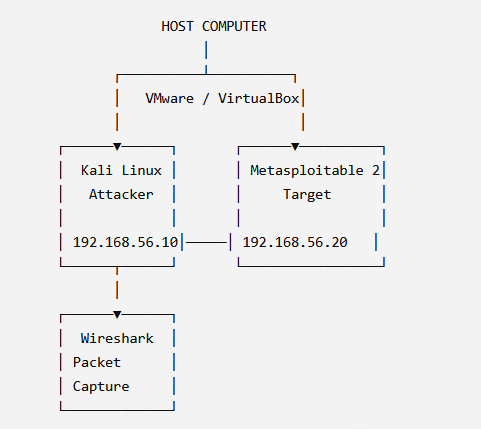 HOST COMPUTER
VMware / VirtualBox
Kali Linux Metasploitable 2
Attacker Target
192.168.56.10 192.168.56.20
Wireshark
Packet
Capture